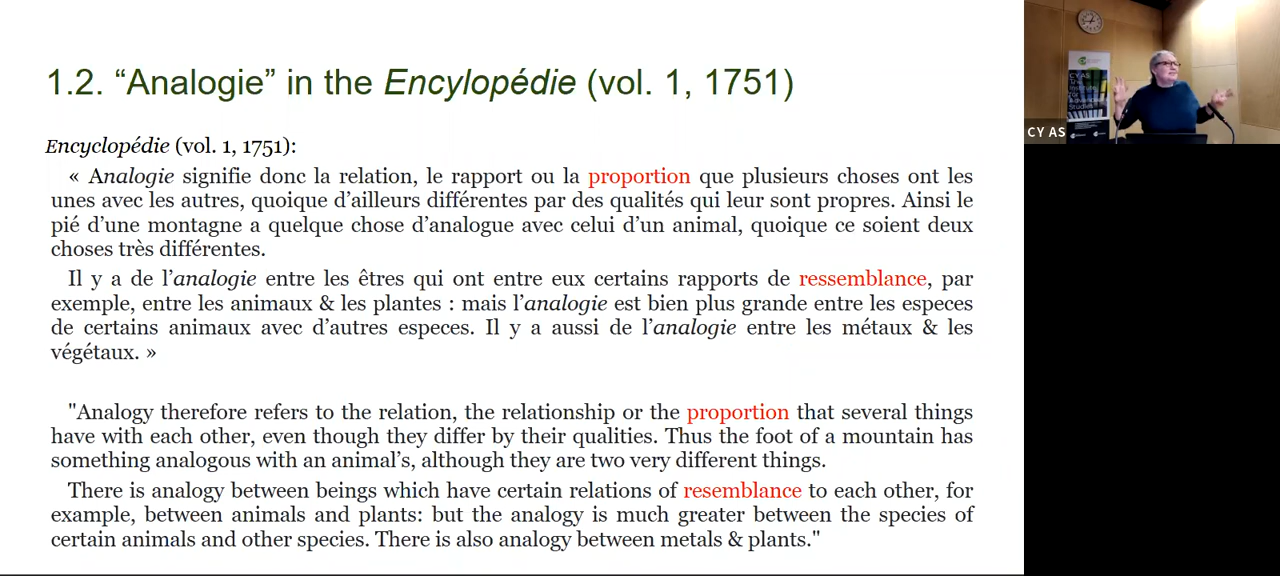 1.2. “Analogie” in the Encylopédie (vol. 1, 1751)
Encyclopédie (vol. 1, 1751):
« Analogie signifie donc la relation, le rapport ou la proportion que plusieurs choses ont les
unes avec les autres, quoique d’ailleurs différentes par des qualités qui leur sont propres. Ainsi le
pié d’une montagne a quelque chose d’analogue avec celui d’un animal, quoique ce soient deux
choses très différentes.
Il y a de l’analogie entre les êtres qui ont entre eux certains rapports de ressemblance, par
exemple, entre les animaux & les plantes : mais l’analogie est bien plus grande entre les especes
de certains animaux avec d’autres especes. Il y a aussi de l’analogie entre les métaux & les
végétaux. »
"Analogy therefore refers to the relation, the relationship or the proportion that several things
have with each other, even though they differ by their qualities. Thus the foot of a mountain has
something analogous with an animal’s, although they are two very different things.
There is analogy between beings which have certain relations of resemblance to each other, for
example, between animals and plants: but the analogy is much greater between the species of
certain animals and other species. There is also analogy between metals & plants."
CY AS
The
Institute
for
Advanced
Studies
CY AS